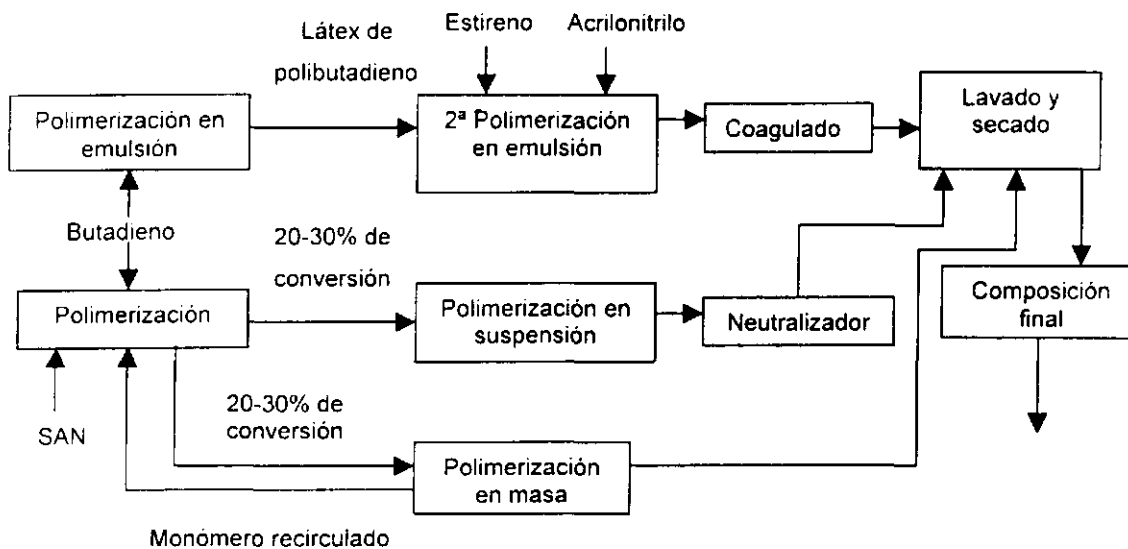 Estireno
Acrilonitrilo
Látex de
polibutadieno
Polimerización en
emulsión
2ª Polimerización
en emulsión
Coagulado
Lavado y
secado
Butadieno
20-30% de
conversión
Polimerización
Polimerización en
suspensión
Neutralizador
Composición
final
SAN
20-30% de
conversión
Polimerización
en masa
Monómero recirculado